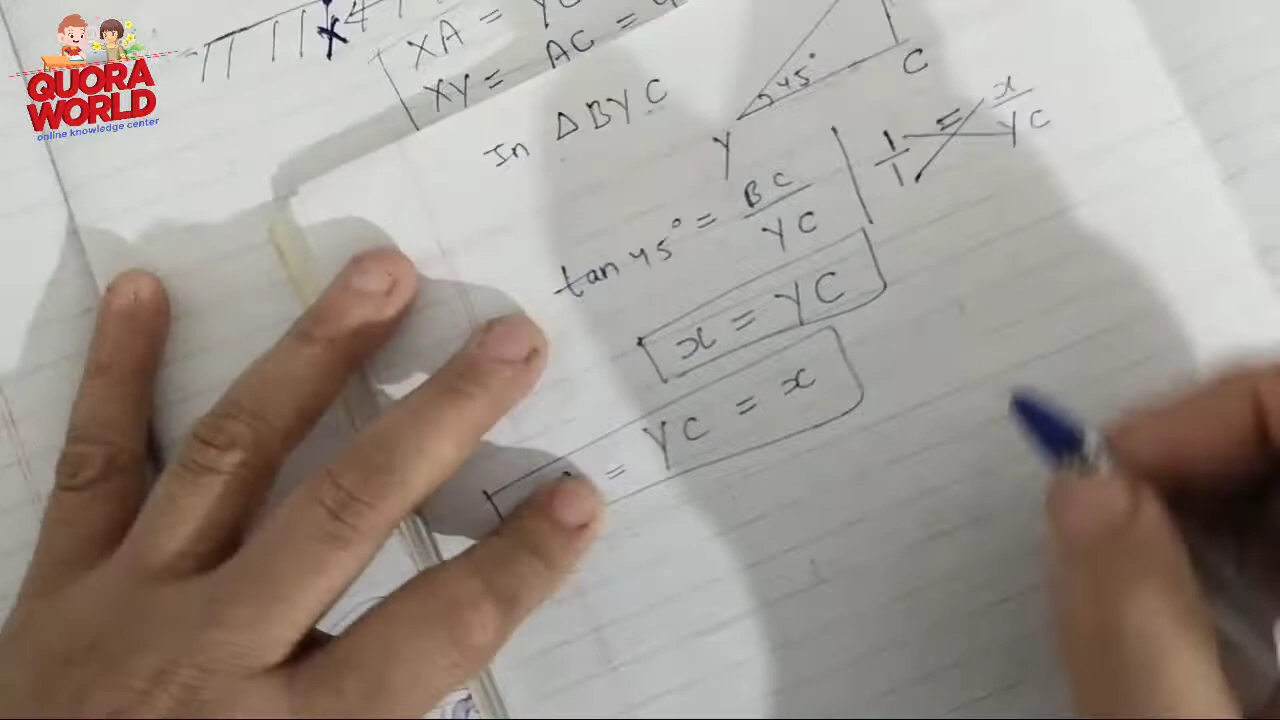 QUORA
WORLD
online knowledge center
XA = YC
XY = AC =
45°
C
Y
In △BYC
tan 45° = BC/YC
1/1 = x/YC
x = YC
= YC = x